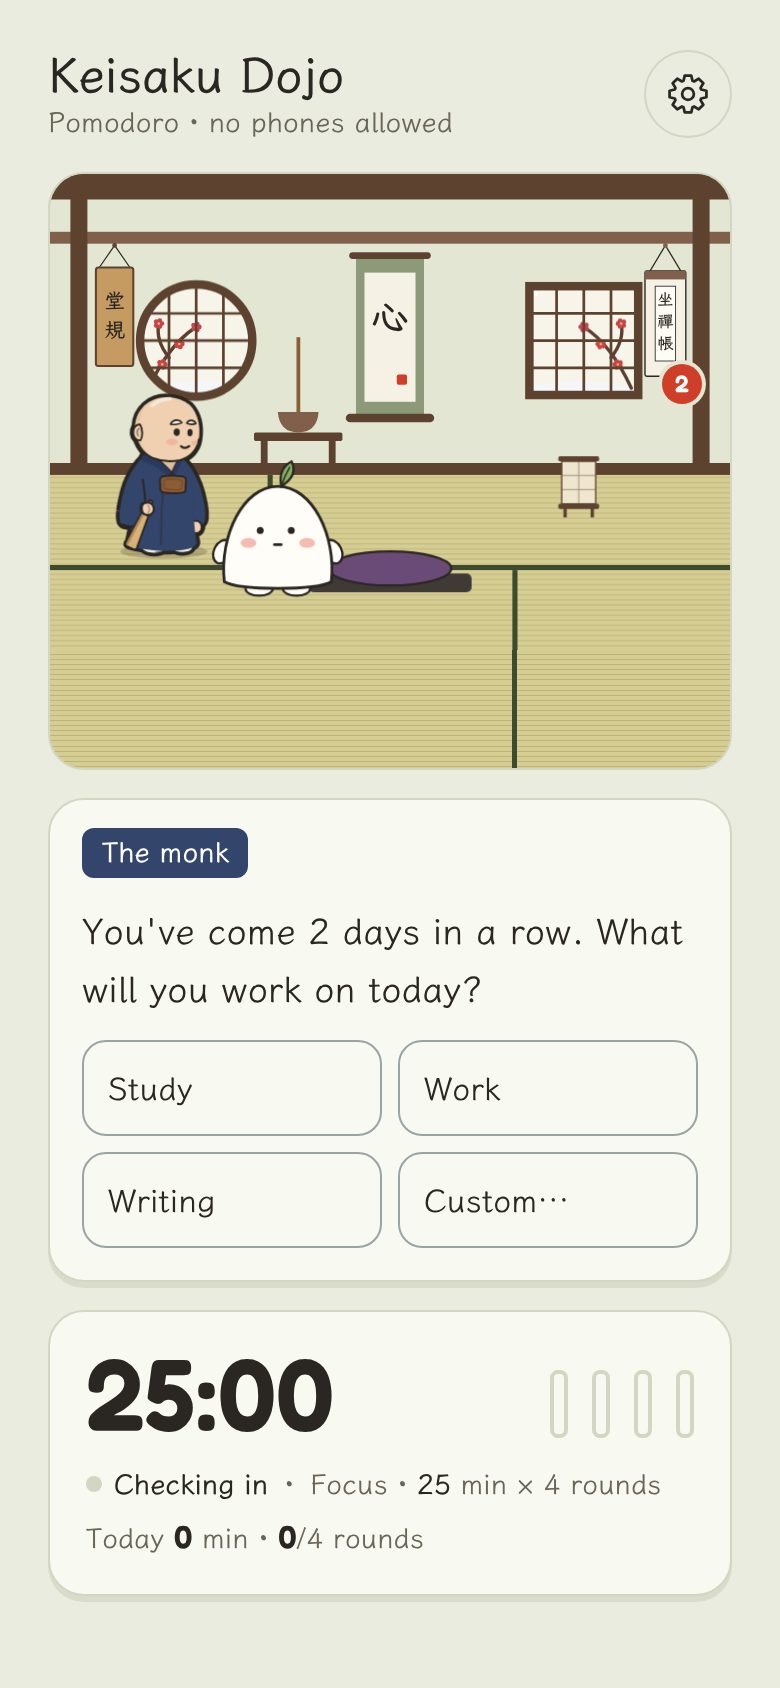 Keisaku Dojo
Pomodoro • no phones allowed
堂規
心
坐禪帳
2
The monk
You've come 2 days in a row. What
will you work on today?
Study
Work
Writing
Custom…
25:00
Checking in • Focus • 25 min × 4 rounds
Today 0 min • 0/4 rounds